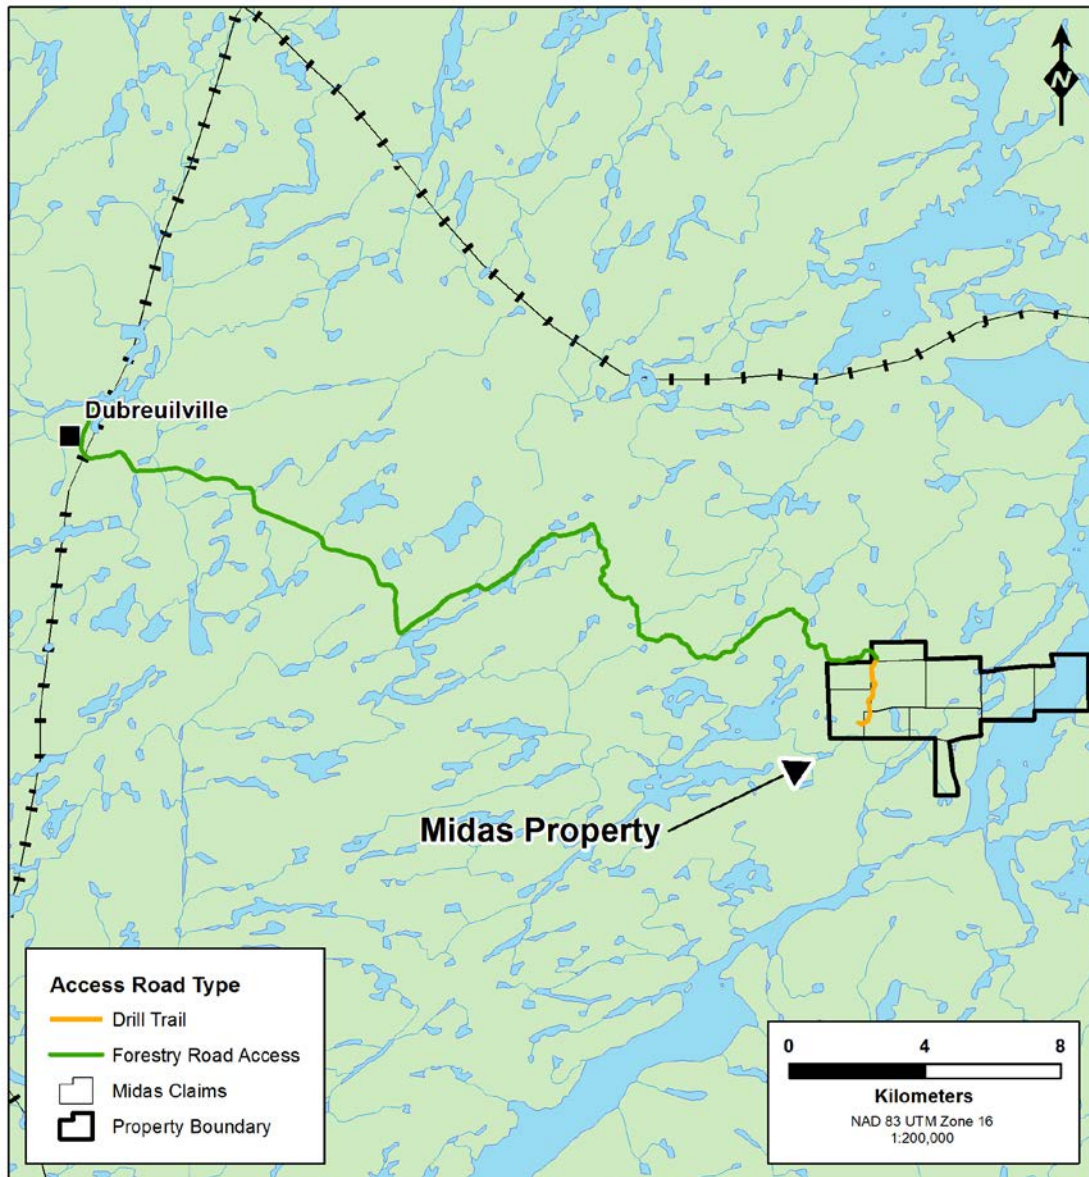 N
Dubreuilville
Midas Property
Access Road Type
Drill Trail
Forestry Road Access
Midas Claims
Property Boundary
0 4 8
Kilometers
NAD 83 UTM Zone 16
1:200,000